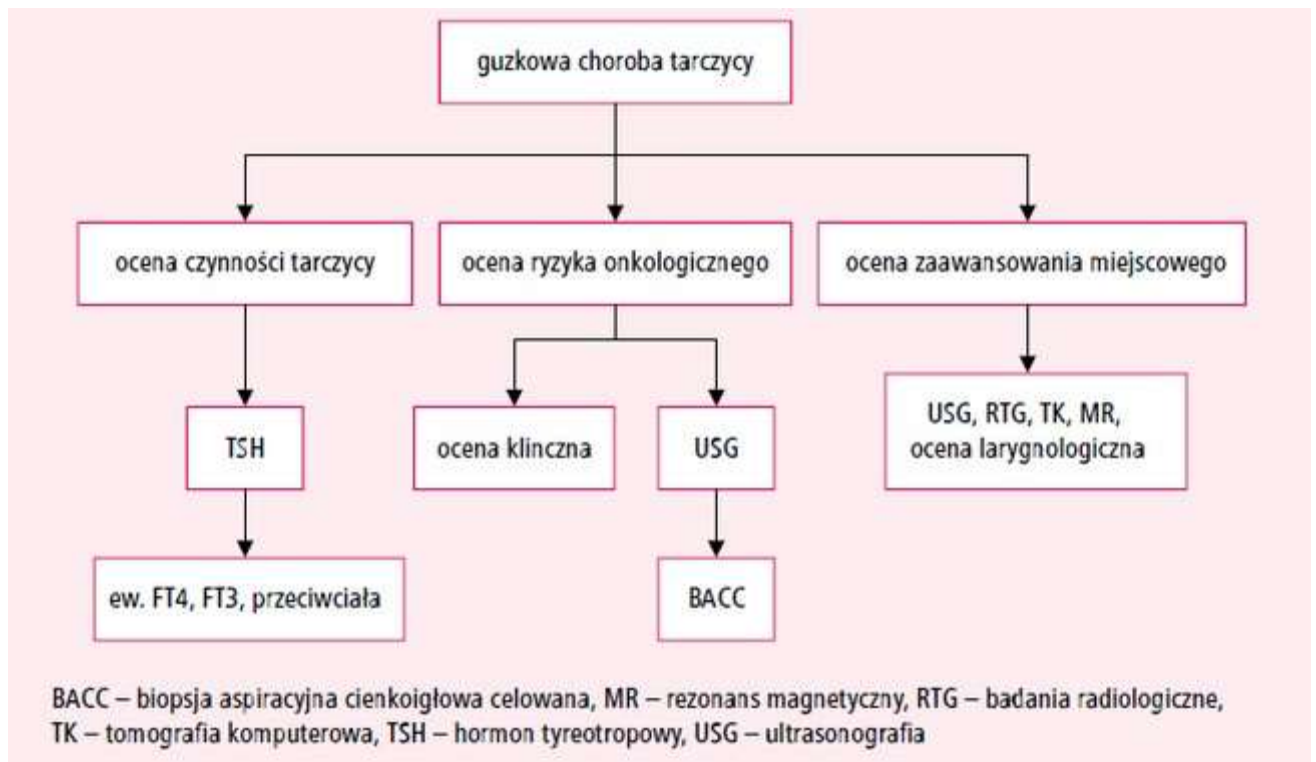 guzkowa choroba tarczycy
ocena czynności tarczycy
ocena ryzyka onkologicznego
ocena zaawansowania miejscowego
TSH
ocena klinczna
USG
USG, RTG, TK, MR,
ocena larygnologiczna
ew. FT4, FT3, przeciwciała
BACC
BACC – biopsja aspiracyjna cienkoigłowa celowana, MR – rezonans magnetyczny, RTG – badania radiologiczne,
TK – tomografia komputerowa, TSH – hormon tyreotropowy, USG – ultrasonografia